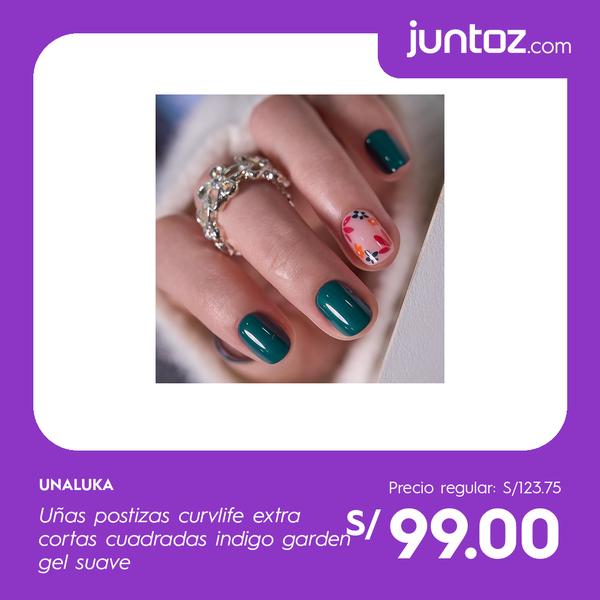 juntoz.com
UNALUKA
Uñas postizas curvlife extra
cortas cuadradas indigo garden
gel suave
Precio regular: S/123.75
S/ 99.00